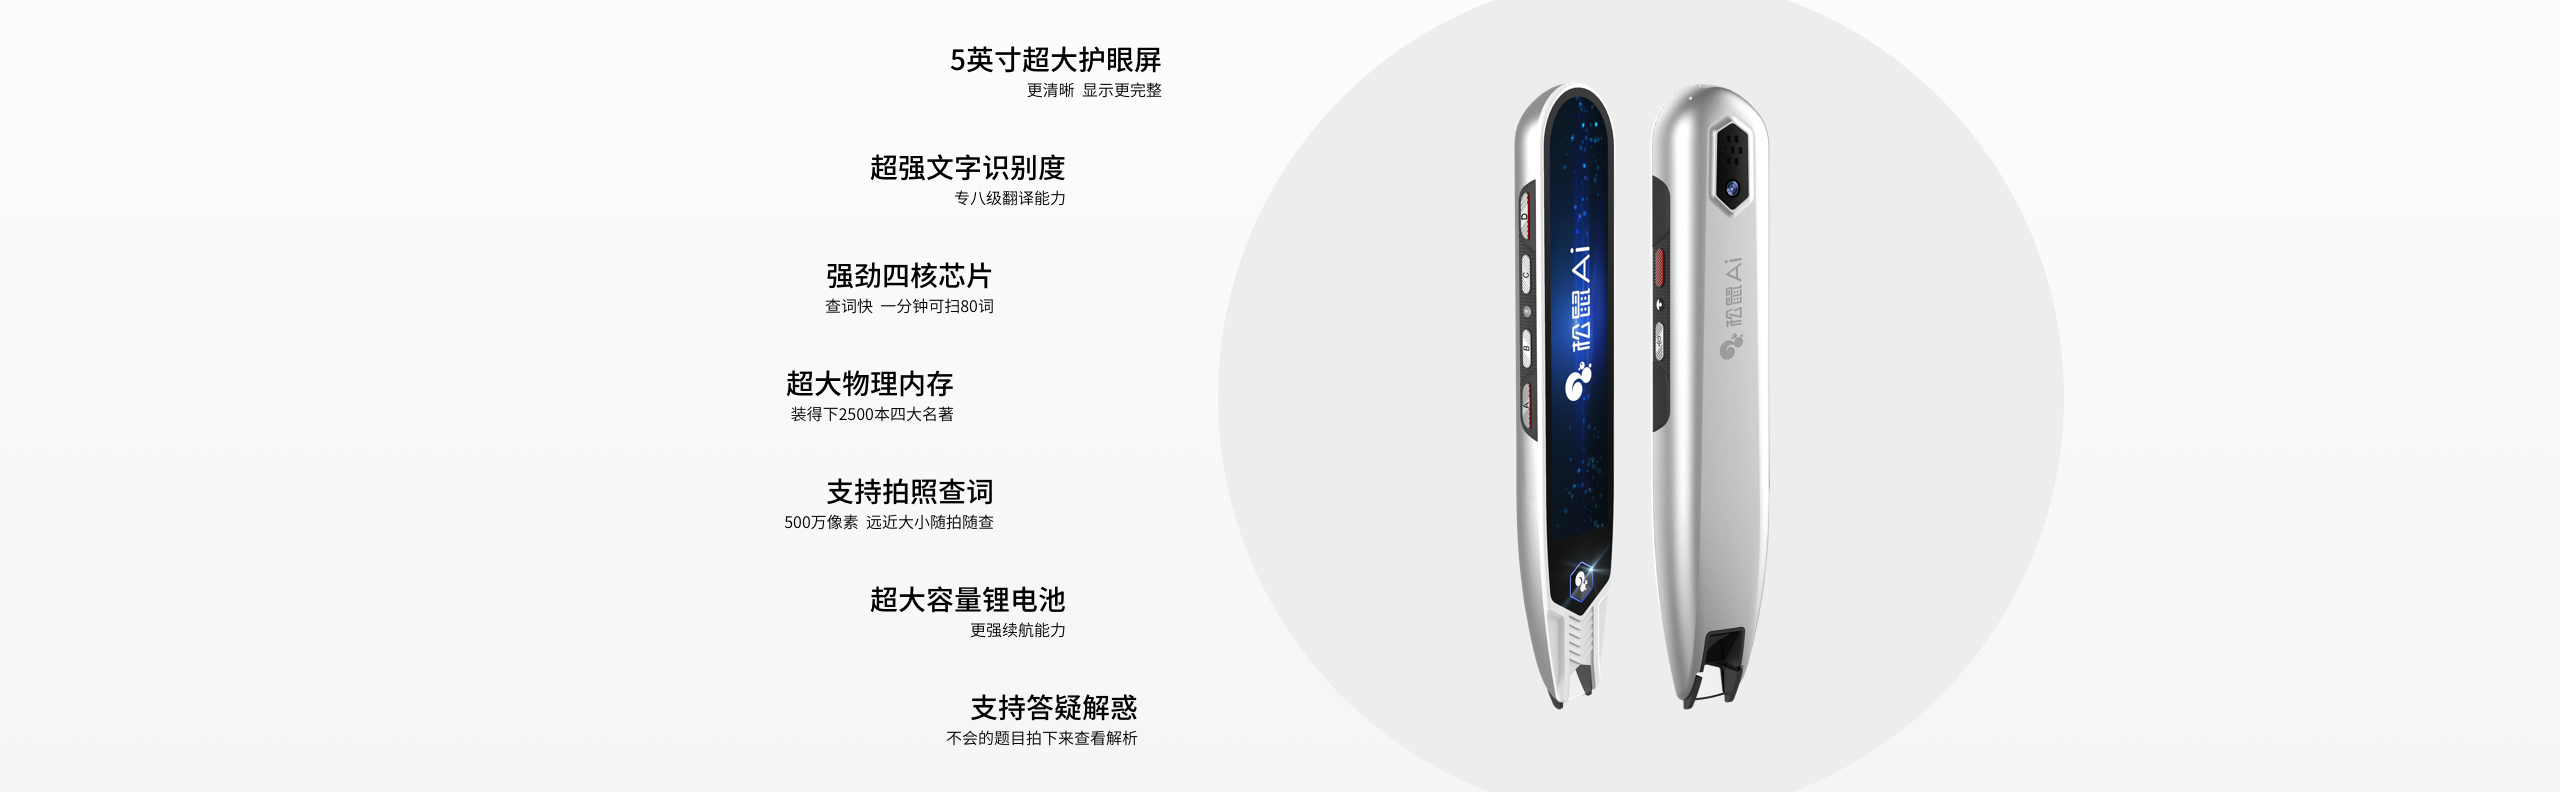 5英寸超大护眼屏
更清晰 显示更完整
超强文字识别度
专八级翻译能力
强劲四核芯片
查词快 一分钟可扫80词
超大物理内存
装得下2500本四大名著
支持拍照查词
500万像素 远近大小随拍随查
超大容量锂电池
更强续航能力
支持答疑解惑
不会的题目拍下来查看解析
D
C
B
A
松鼠Ai
松鼠Ai